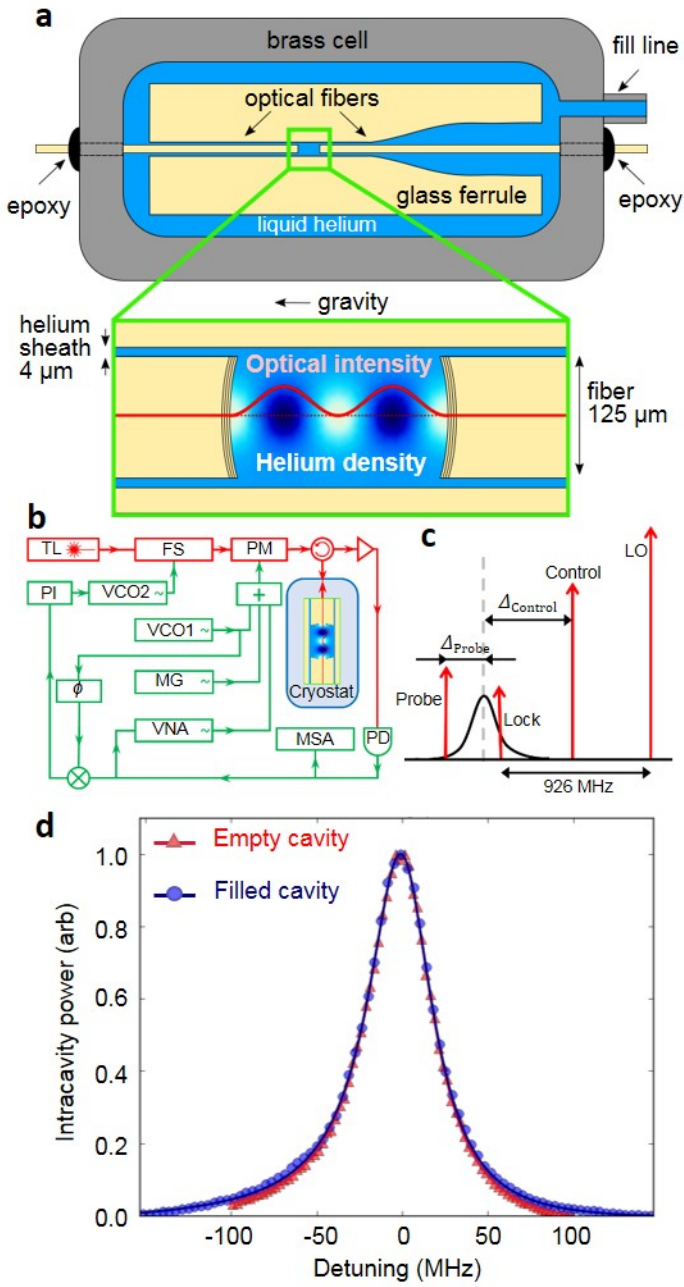 a
brass cell
fill line
optical fibers
epoxy
glass ferrule
epoxy
liquid helium
gravity
helium
sheath
4 μm
Optical intensity
fiber
125 μm
Helium density
b
TL
FS
PM
PI
VCO2 ~
+
VCO1 ~
MG ~
ϕ
VNA ~
Cryostat
MSA
PD
c
LO
Control
ΔControl
ΔProbe
Probe
Lock
926 MHz
d
Empty cavity
Filled cavity
Intracavity power (arb)
1.0
0.8
0.6
0.4
0.2
0.0
-100 -50 0 50 100
Detuning (MHz)